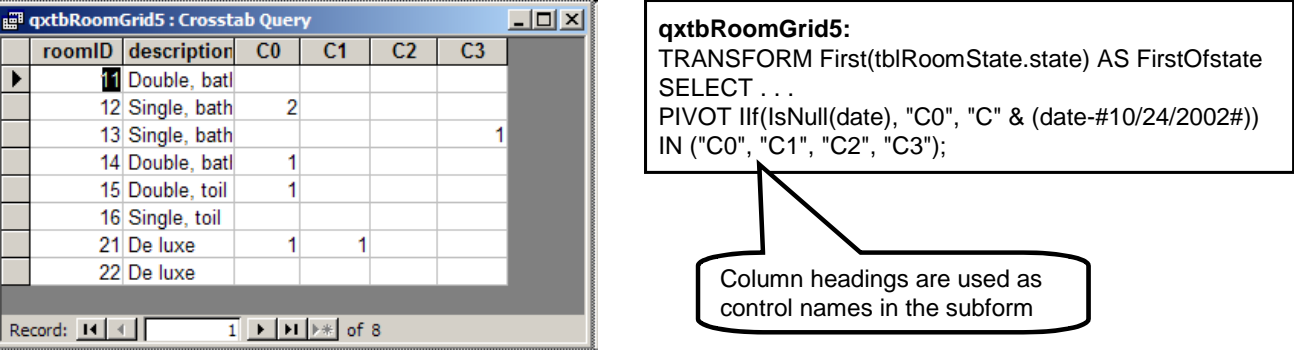 qxtbRoomGrid5 : Crosstab Query
roomID description C0 C1 C2 C3
11 Double, batl
12 Single, bath 2
13 Single, bath 1
14 Double, batl 1
15 Double, toil 1
16 Single, toil
21 De luxe 1 1
22 De luxe
Record: 1 of 8
qxtbRoomGrid5:
TRANSFORM First(tblRoomState.state) AS FirstOfstate
SELECT . . .
PIVOT IIf(IsNull(date), "C0", "C" & (date-#10/24/2002#))
IN ("C0", "C1", "C2", "C3");
Column headings are used as
control names in the subform